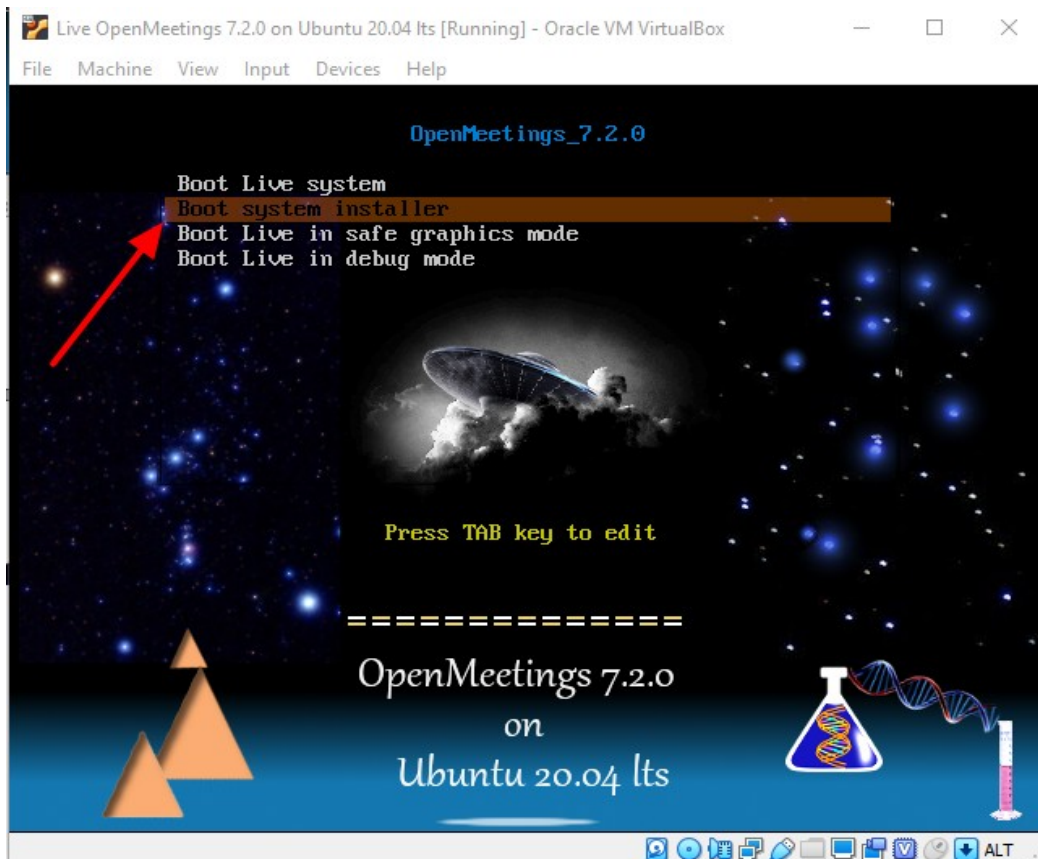 Live OpenMeetings 7.2.0 on Ubuntu 20.04 lts [Running] - Oracle VM VirtualBox
File Machine View Input Devices Help
OpenMeetings_7.2.0
Boot Live system
Boot system installer
Boot Live in safe graphics mode
Boot Live in debug mode
Press TAB key to edit
==============
OpenMeetings 7.2.0
on
Ubuntu 20.04 lts
ALT